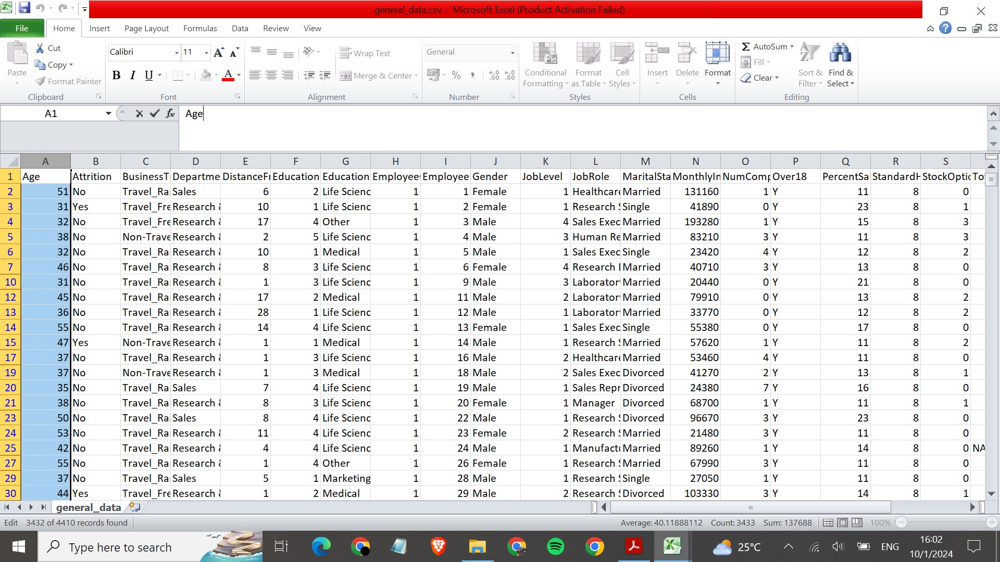 general_data.csv - Microsoft Excel (Product Activation Failed)
File Home Insert Page Layout Formulas Data Review View
Cut
Copy
Format Painter
Paste
Clipboard
Calibri 11
B I U A
Font
Wrap Text
Merge & Center
Alignment
General
%
Number
Conditional Formatting
Format as Table
Cell Styles
Styles
Insert Delete Format
Cells
AutoSum
Fill
Clear
Sort & Filter
Find & Select
Editing
A1 fx Age
A B C D E F G H I J K L M N O P Q R S
1 Age Attrition BusinessT Departme DistanceFr Education Education Employee Employee Gender JobLevel JobRole MaritalSta MonthlyIn NumComp Over18 PercentSa StandardH StockOptic To
2 51 No Travel_Ra Sales 6 2 Life Scienc 1 1 Female 1 Healthcare Married 131160 1 Y 11 8 0
3 31 Yes Travel_Fre Research & 10 1 Life Scienc 1 2 Female 1 Research S Single 41890 0 Y 23 8 1
4 32 No Travel_Fre Research & 17 4 Other 1 3 Male 4 Sales Exec Married 193280 1 Y 15 8 3
5 38 No Non-Trave Research & 2 5 Life Scienc 1 4 Male 3 Human Re Married 83210 3 Y 11 8 3
6 32 No Travel_Ra Research & 10 1 Medical 1 5 Male 1 Sales Exec Single 23420 4 Y 12 8 2
7 46 No Travel_Ra Research & 8 3 Life Scienc 1 6 Female 4 Research D Married 40710 3 Y 13 8 0
10 31 No Travel_Ra Research & 1 3 Life Scienc 1 9 Male 3 Laborator Married 20440 0 Y 21 8 0
12 45 No Travel_Ra Research & 17 2 Medical 1 11 Male 2 Laborator Married 79910 0 Y 13 8 2
13 36 No Travel_Ra Research & 28 1 Life Scienc 1 12 Male 1 Laborator Married 33770 0 Y 12 8 2
14 55 No Travel_Ra Research & 14 4 Life Scienc 1 13 Female 1 Sales Exec Single 55380 0 Y 17 8 0
15 47 Yes Non-Trave Research & 1 1 Medical 1 14 Male 1 Research S Married 57620 1 Y 11 8 2
17 37 No Travel_Ra Research & 1 3 Life Scienc 1 16 Male 2 Healthcare Married 53460 4 Y 11 8 0
19 37 No Non-Trave Research & 1 3 Medical 1 18 Male 2 Sales Exec Divorced 41270 2 Y 13 8 1
20 35 No Travel_Ra Sales 7 4 Life Scienc 1 19 Male 1 Sales Repr Divorced 24380 7 Y 16 8 0
21 38 No Travel_Ra Research & 8 3 Life Scienc 1 20 Female 1 Manager Divorced 68700 1 Y 11 8 1
23 50 No Travel_Ra Sales 8 4 Life Scienc 1 22 Male 1 Research S Divorced 96670 3 Y 23 8 0
24 53 No Travel_Ra Research & 11 4 Life Scienc 1 23 Female 2 Research S Married 21480 3 Y 11 8 0
25 42 No Travel_Ra Research & 4 4 Life Scienc 1 24 Male 1 Manufactu Married 89260 1 Y 14 8 0 NA
27 55 No Travel_Ra Research & 1 4 Other 1 26 Female 1 Research S Married 67990 3 Y 11 8 0
29 37 No Travel_Ra Sales 5 1 Marketing 1 28 Male 1 Research S Single 27050 1 Y 11 8 0
30 44 Yes Travel_Fre Research & 1 2 Medical 1 29 Male 2 Research S Divorced 103330 3 Y 14 8 1
general_data
Edit 3432 of 4410 records found Average: 40.11888112 Count: 3433 Sum: 137688 100%
Type here to search 25°C ENG 16:02
10/1/2024